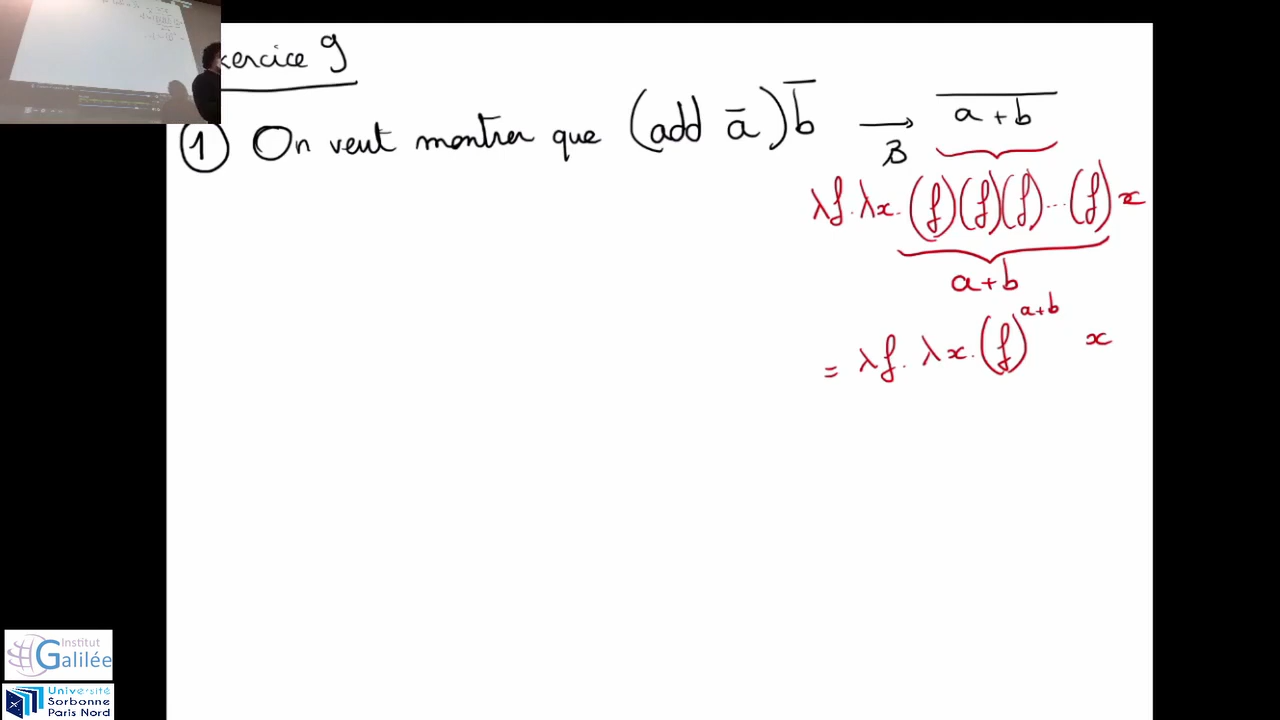 xercice 9
① On veut montrer que (add ā) b̅ →β a+b
λf.λx.(f)(f)(f)...(f) x
a+b
= λf. λx. (f)^{a+b} x
Institut
Galilée
Université
Sorbonne
Paris Nord